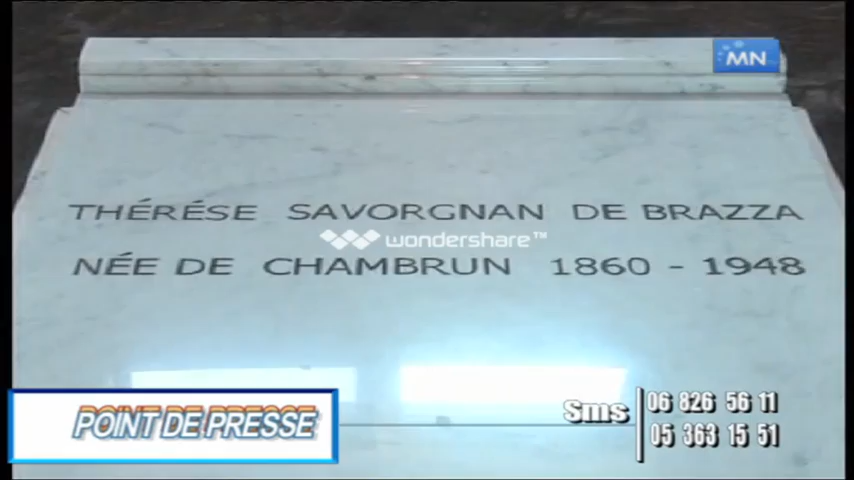 MN
THÉRÉSE SAVORGNAN DE BRAZZA
wondershare™
NÉE DE CHAMBRUN 1860 - 1948
POINT DE PRESSE
Sms
06 826 56 11
05 363 15 51